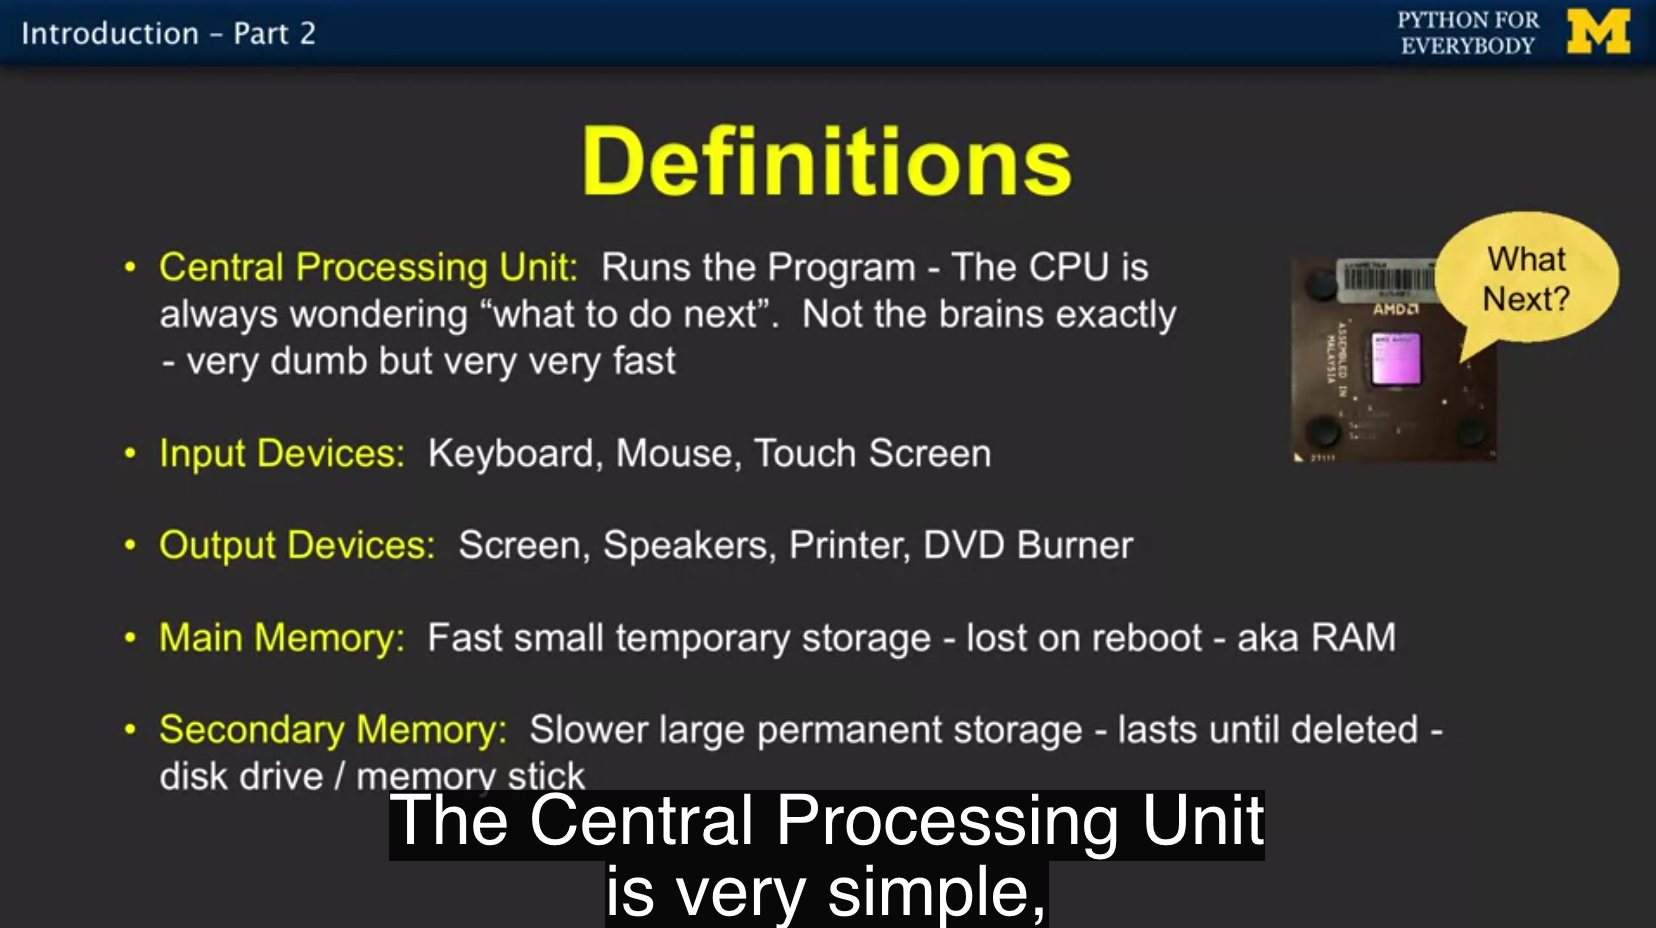 Introduction – Part 2
PYTHON FOR
EVERYBODY
M
Definitions
• Central Processing Unit: Runs the Program - The CPU is
always wondering “what to do next”. Not the brains exactly
- very dumb but very very fast
What
Next?
AMD
ASSEMBLED IN
MALAYSIA
27111
• Input Devices: Keyboard, Mouse, Touch Screen
• Output Devices: Screen, Speakers, Printer, DVD Burner
• Main Memory: Fast small temporary storage - lost on reboot - aka RAM
• Secondary Memory: Slower large permanent storage - lasts until deleted -
disk drive / memory stick
The Central Processing Unit
is very simple,